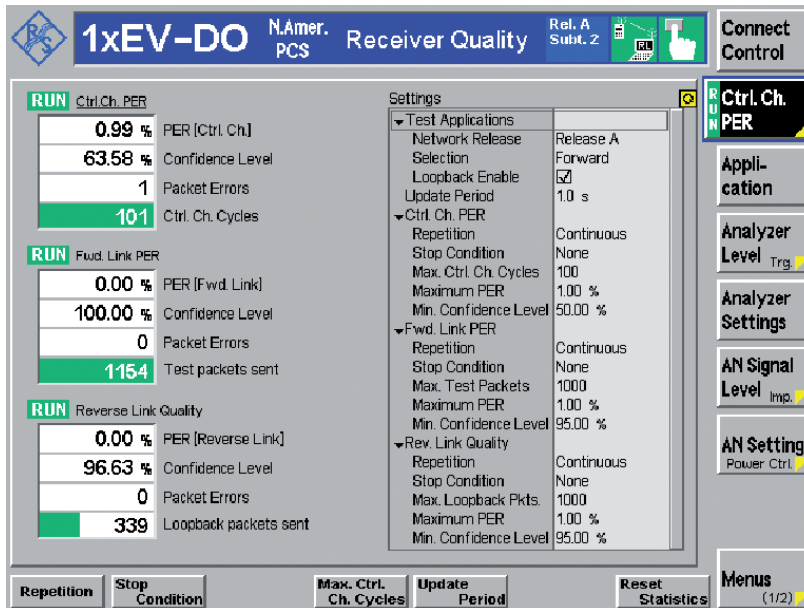 R S
1xEV-DO
N.Amer.
PCS
Receiver Quality
Rel. A
Subt. 2
RL
Connect
Control
RUN Ctrl.Ch. PER
0.99 % PER [Ctrl. Ch.]
63.58 % Confidence Level
1 Packet Errors
101 Ctrl. Ch. Cycles
RUN Fwd. Link PER
0.00 % PER [Fwd. Link]
100.00 % Confidence Level
0 Packet Errors
1154 Test packets sent
RUN Reverse Link Quality
0.00 % PER [Reverse Link]
96.63 % Confidence Level
0 Packet Errors
339 Loopback packets sent
Settings
Test Applications
Network Release Release A
Selection Forward
Loopback Enable
Update Period 1.0 s
Ctrl. Ch. PER
Repetition Continuous
Stop Condition None
Max. Ctrl. Ch. Cycles 100
Maximum PER 1.00 %
Min. Confidence Level 50.00 %
Fwd. Link PER
Repetition Continuous
Stop Condition None
Max. Test Packets 1000
Maximum PER 1.00 %
Min. Confidence Level 95.00 %
Rev. Link Quality
Repetition Continuous
Stop Condition None
Max. Loopback Pkts. 1000
Maximum PER 1.00 %
Min. Confidence Level 95.00 %
RUN
Ctrl. Ch.
PER
Appli-
cation
Analyzer
Level Trg.
Analyzer
Settings
AN Signal
Level Imp.
AN Setting
Power Ctrl.
Menus
(1/2)
Repetition
Stop
Condition
Max. Ctrl.
Ch. Cycles
Update
Period
Reset
Statistics